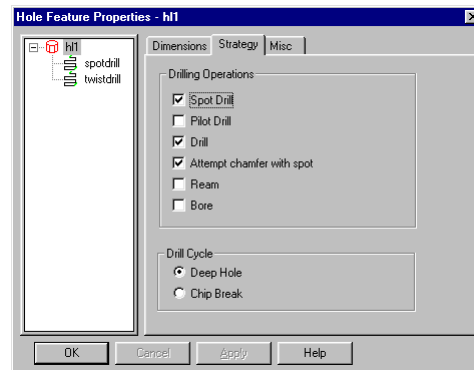 Hole Feature Properties - hl1
hl1
spotdrill
twistdrill
Dimensions Strategy Misc
Drilling Operations
Spot Drill
Pilot Drill
Drill
Attempt chamfer with spot
Ream
Bore
Drill Cycle
Deep Hole
Chip Break
OK Cancel Apply Help